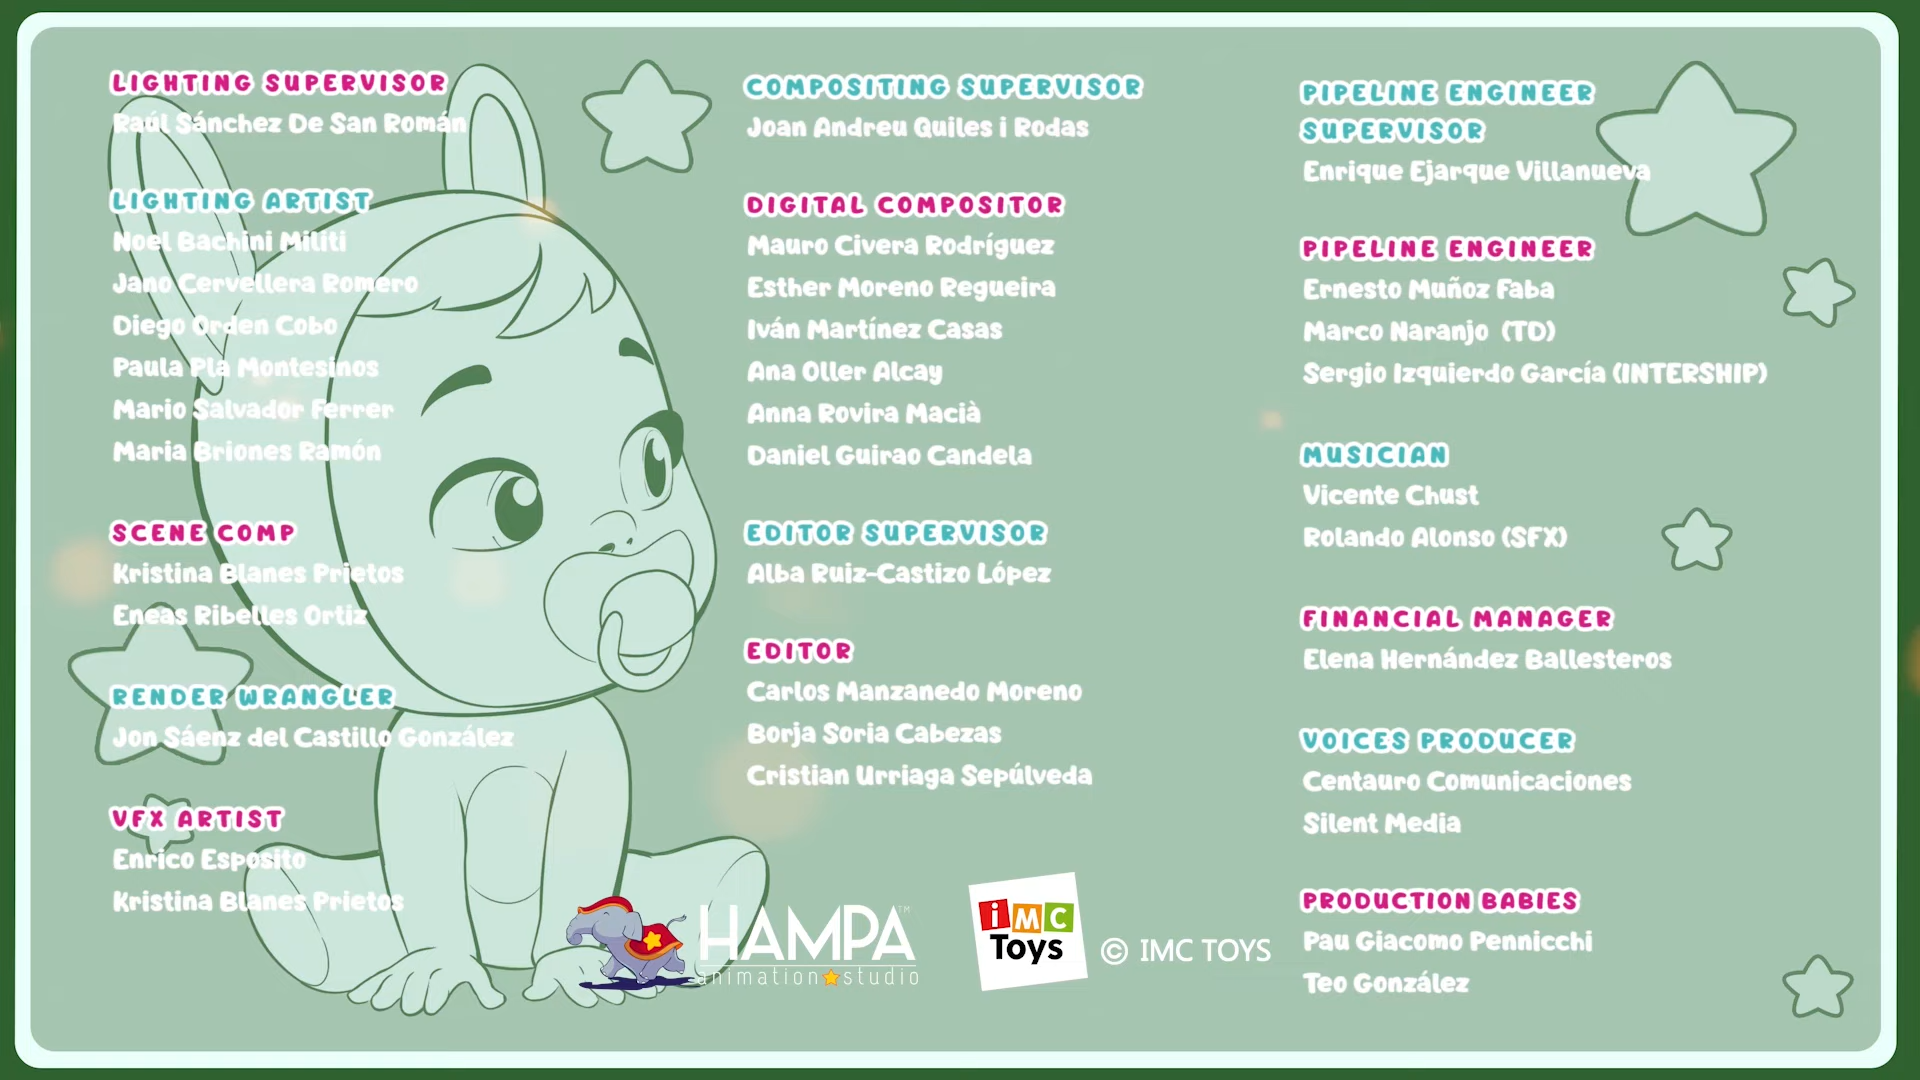 LIGHTING SUPERVISOR
Raúl Sánchez De San Román
LIGHTING ARTIST
Noel Bachini Militi
Jano Cervellera Romero
Diego Orden Cobo
Paula Pla Montesinos
Mario Salvador Ferrer
Maria Briones Ramón
SCENE COMP
Kristina Blanes Prietos
Eneas Ribelles Ortiz
RENDER WRANGLER
Jon Sáenz del Castillo González
VFX ARTIST
Enrico Esposito
Kristina Blanes Prietos
COMPOSITING SUPERVISOR
Joan Andreu Quiles i Rodas
DIGITAL COMPOSITOR
Mauro Civera Rodríguez
Esther Moreno Regueira
Iván Martínez Casas
Ana Oller Alcay
Anna Rovira Macià
Daniel Guirao Candela
EDITOR SUPERVISOR
Alba Ruiz-Castizo López
EDITOR
Carlos Manzanedo Moreno
Borja Soria Cabezas
Cristian Urriaga Sepúlveda
HAMPA™
animation studio
iMC
Toys
© IMC TOYS
PIPELINE ENGINEER
SUPERVISOR
Enrique Ejarque Villanueva
PIPELINE ENGINEER
Ernesto Muñoz Faba
Marco Naranjo (TD)
Sergio Izquierdo García (INTERSHIP)
MUSICIAN
Vicente Chust
Rolando Alonso (SFX)
FINANCIAL MANAGER
Elena Hernández Ballesteros
VOICES PRODUCER
Centauro Comunicaciones
Silent Media
PRODUCTION BABIES
Pau Giacomo Pennicchi
Teo González